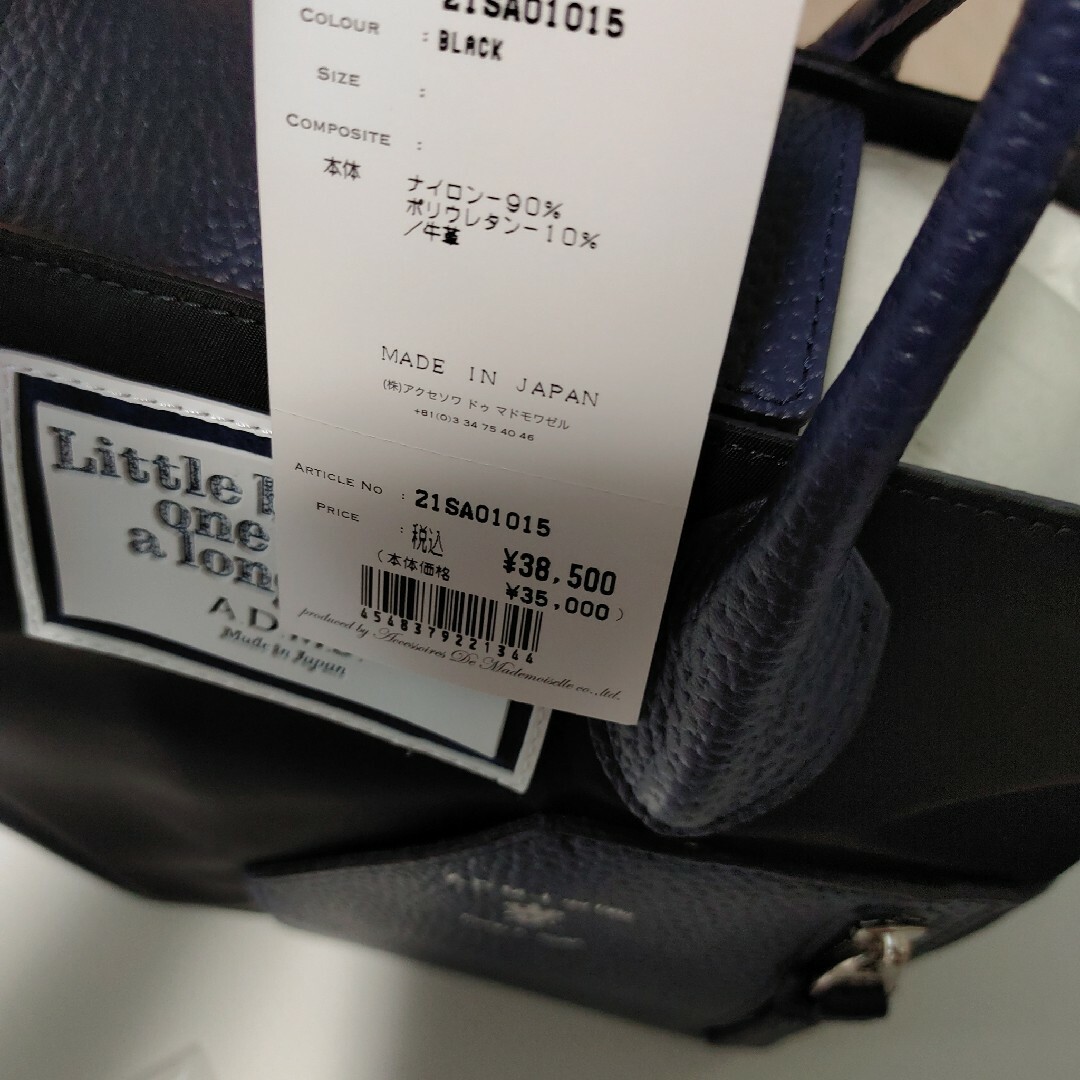 21SA01015
COLOUR : BLACK
SIZE :
COMPOSITE :
本体 ナイロン-90%
ポリウレタン-10%
/牛革
MADE IN JAPAN
(株)アクセソワ ドゥ マドモワゼル
+81(0)3 34 75 40 46
ARTICLE NO : 21SA01015
PRICE : 税込 ¥38,500
(本体価格 ¥35,000)
4548379221344
produced by Accessoires De Mademoiselle co.,ltd.
Little
one
a lon
A.D.M.J.
Made in Japan